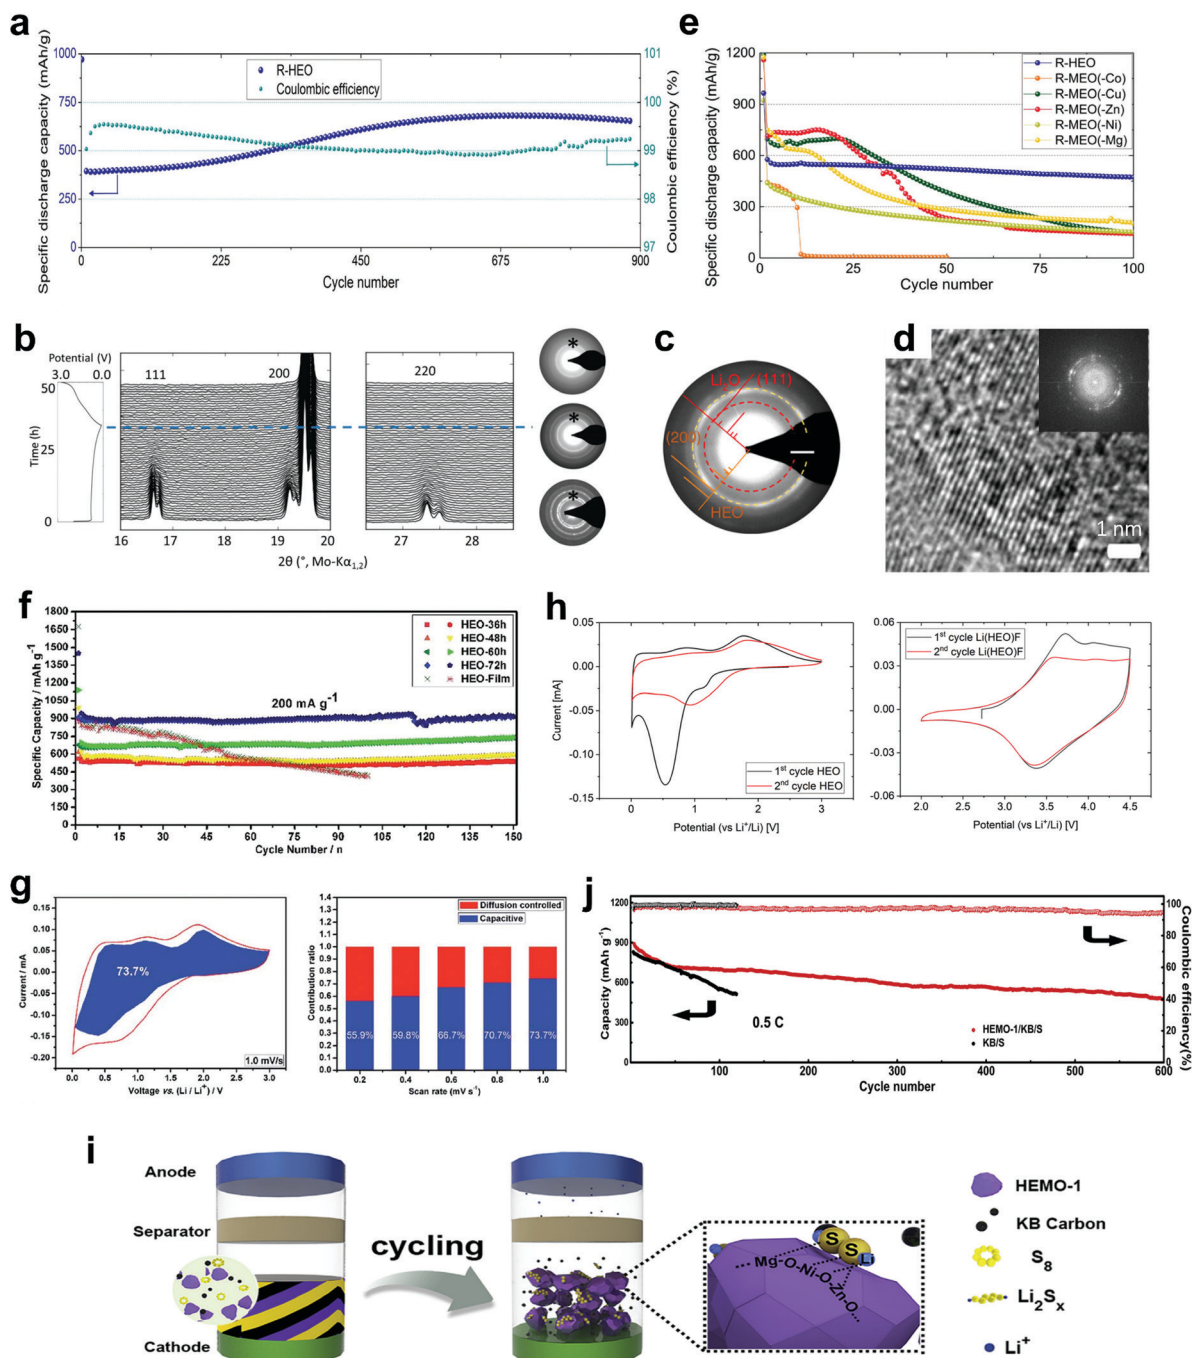 a
Specific discharge capacity (mAh/g)
1000
750
500
250
0
R-HEO
Coulombic efficiency
101
100
99
98
97
Coulombic efficiency (%)
0 225 450 675 900
Cycle number
e
Specific discharge capacity (mAh/g)
1200
900
600
300
0
R-HEO
R-MEO(-Co)
R-MEO(-Cu)
R-MEO(-Zn)
R-MEO(-Ni)
R-MEO(-Mg)
0 25 50 75 100
Cycle number
b
Potential (V)
3.0 0.0
50
25
0
Time (h)
111 200
220
16 17 18 19 20
27 28
2θ (°, Mo-Kα1,2)
*
*
*
c
Li2O (111)
(200)
HEO
d
1 nm
f
Specific Capacity / mAh g-1
1800
1650
1500
1350
1200
1050
900
750
600
450
300
150
0
HEO-36h
HEO-48h
HEO-60h
HEO-72h
HEO-Film
200 mA g-1
0 15 30 45 60 75 90 105 120 135 150
Cycle Number / n
h
Current [mA]
0.05
0.00
-0.05
-0.10
-0.15
1st cycle HEO
2nd cycle HEO
0 1 2 3
Potential (vs Li+/Li) [V]
0.06
0.03
0.00
-0.03
-0.06
1st cycle Li(HEO)F
2nd cycle Li(HEO)F
2.0 2.5 3.0 3.5 4.0 4.5
Potential (vs Li+/Li) [V]
g
Current / mA
0.15
0.10
0.05
0.00
-0.05
-0.10
-0.15
-0.20
73.7%
1.0 mV/s
0.0 0.5 1.0 1.5 2.0 2.5 3.0
Voltage vs. (Li / Li+) / V
Contribution ratio
1.4
1.3
1.2
1.1
1.0
0.9
0.8
0.7
0.6
0.5
0.4
0.3
0.2
0.1
0.0
Diffusion controlled
Capacitive
55.9% 59.8% 66.7% 70.7% 73.7%
0.2 0.4 0.6 0.8 1.0
Scan rate (mV s-1)
j
Capacity (mAh g-1)
1200
900
600
300
0
0.5 C
HEMO-1/KB/S
KB/S
100
80
60
40
20
0
Coulombic efficiency(%)
100 200 300 400 500 600
Cycle number
i
Anode
Separator
Cathode
cycling
S
S
Li
Mg-O-Ni-O-Zn-O
HEMO-1
KB Carbon
S8
Li2Sx
Li+